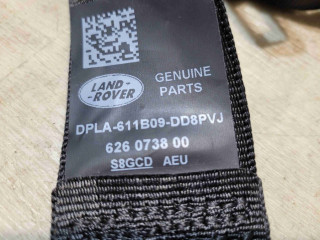 LAND-
ROVER
GENUINE
PARTS
DPLA-611B09-DD8PVJ
626 0738 00
S8GCD AEU